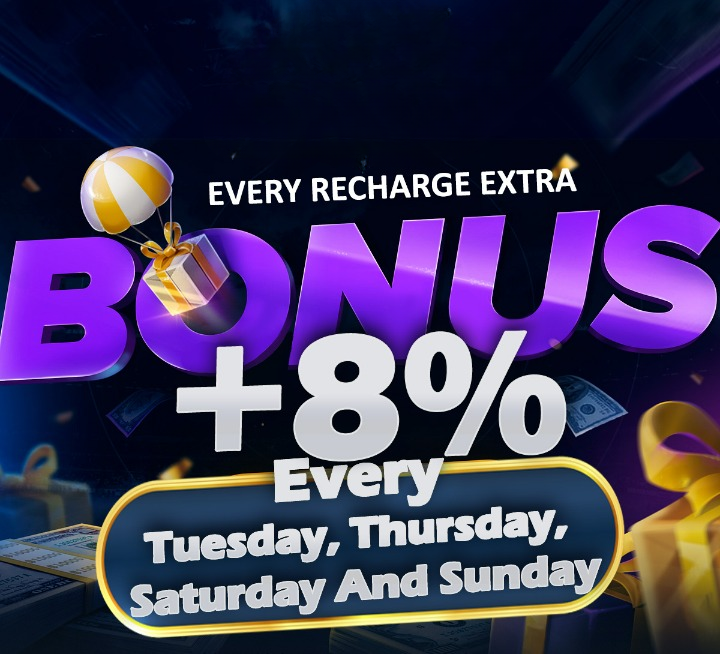 EVERY RECHARGE EXTRA
BONUS
+8%
Every
Tuesday, Thursday,
Saturday And Sunday